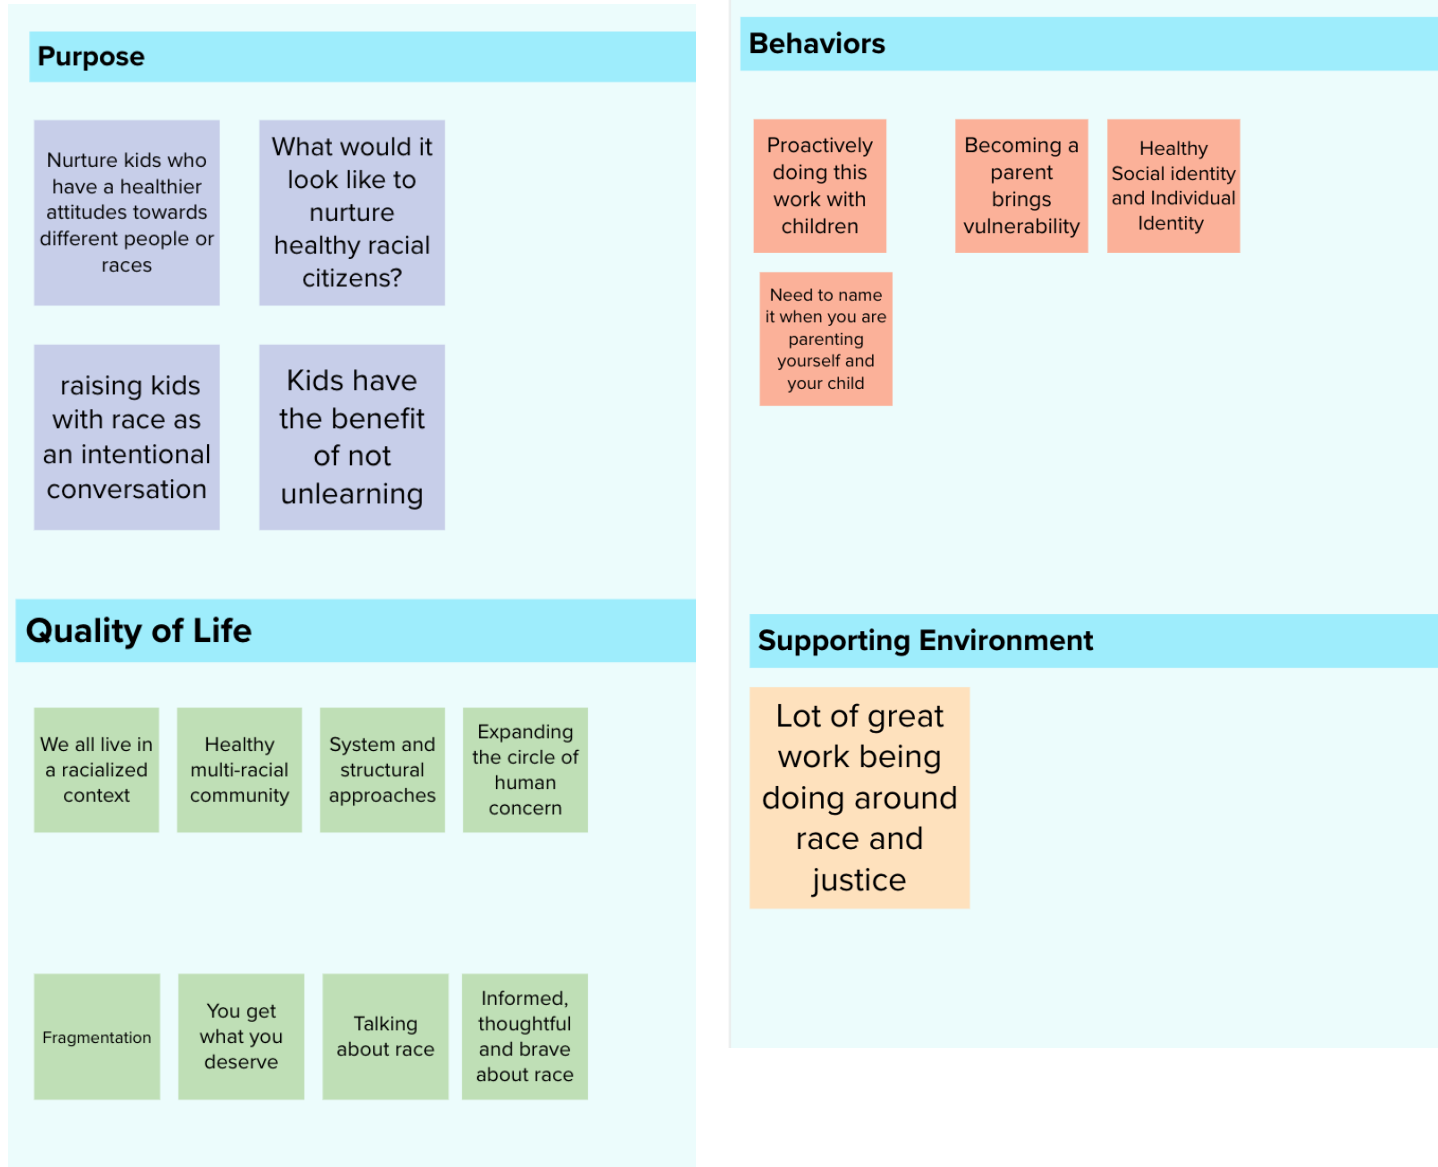 Purpose
Nurture kids who
have a healthier
attitudes towards
different people or
races
What would it
look like to
nurture
healthy racial
citizens?
raising kids
with race as
an intentional
conversation
Kids have
the benefit
of not
unlearning
Quality of Life
We all live in
a racialized
context
Healthy
multi-racial
community
System and
structural
approaches
Expanding
the circle of
human
concern
Fragmentation
You get
what you
deserve
Talking
about race
Informed,
thoughtful
and brave
about race
Behaviors
Proactively
doing this
work with
children
Becoming a
parent
brings
vulnerability
Healthy
Social identity
and Individual
Identity
Need to name
it when you are
parenting
yourself and
your child
Supporting Environment
Lot of great
work being
doing around
race and
justice